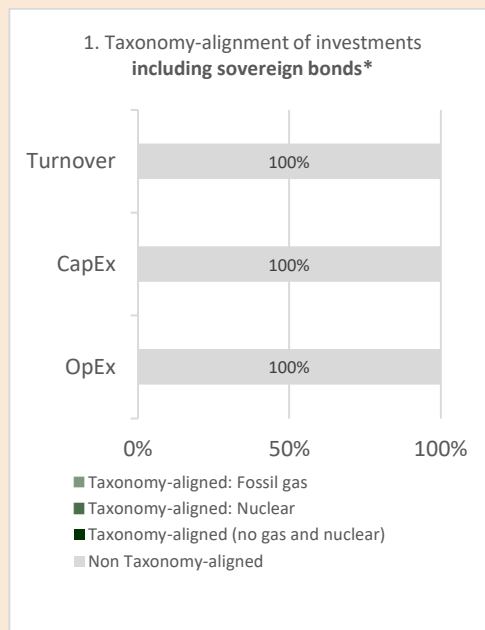 1. Taxonomy-alignment of investments
including sovereign bonds*
Turnover
100%
CapEx
100%
OpEx
100%
0%
50%
100%
Taxonomy-aligned: Fossil gas
Taxonomy-aligned: Nuclear
Taxonomy-aligned (no gas and nuclear)
Non Taxonomy-aligned